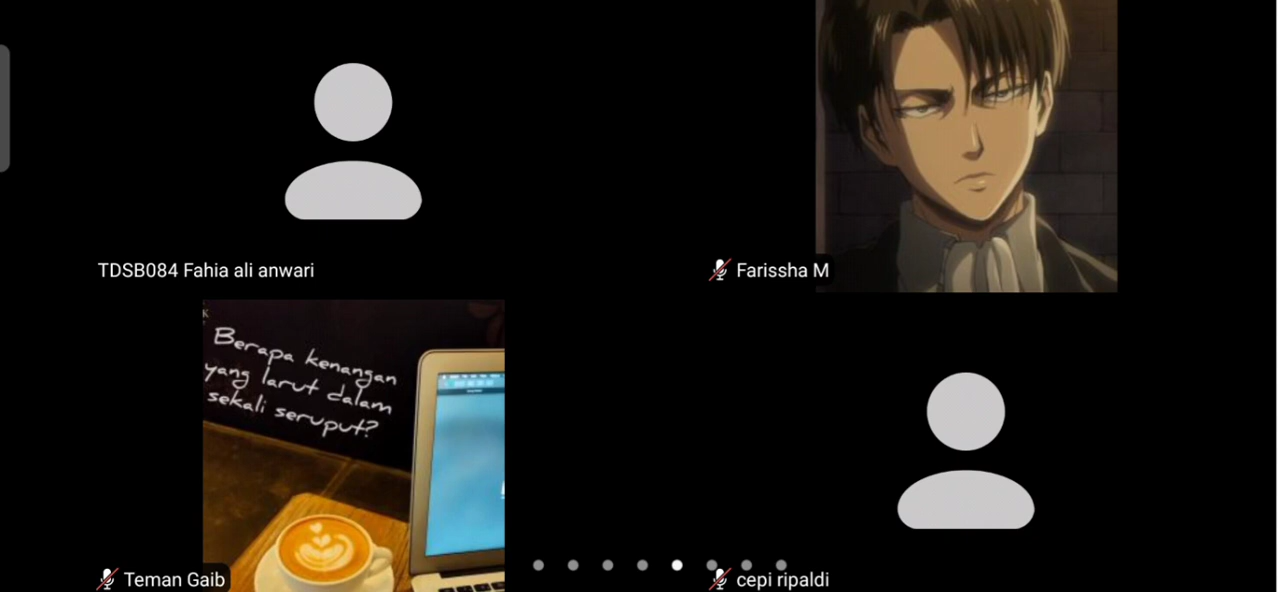 TDSB084 Fahia ali anwari
Farissha M
K
Berapa kenangan
yang larut dalam
sekali seruput?
Teman Gaib
cepi ripaldi